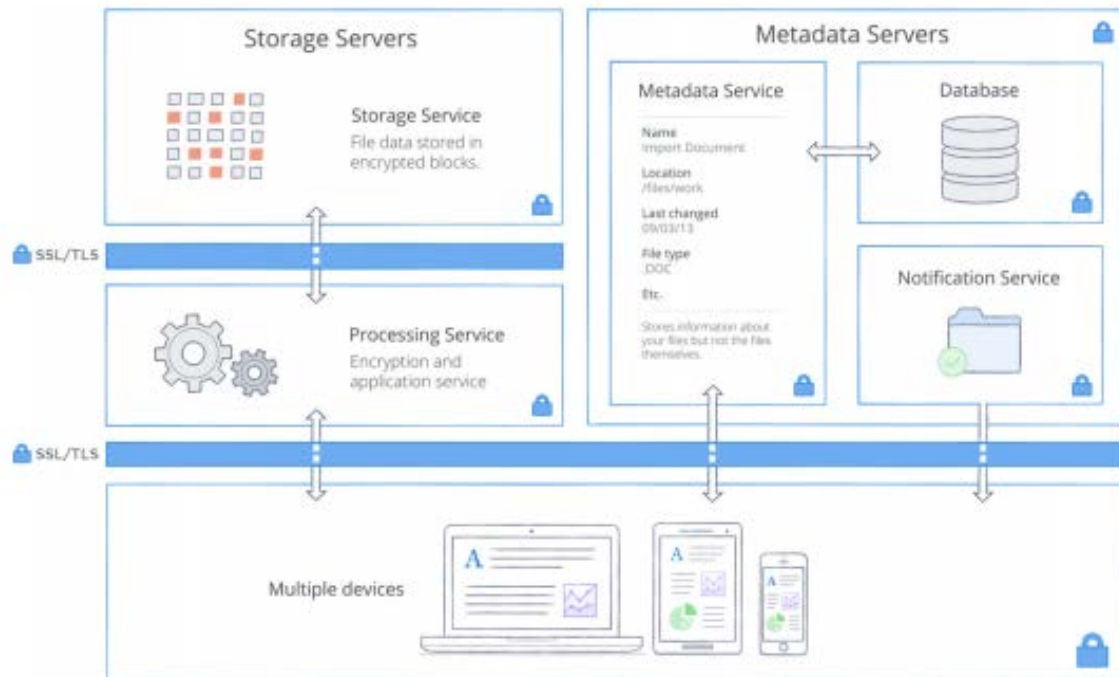 Storage Servers
Storage Service
File data stored in
encrypted blocks.
SSL/TLS
Processing Service
Encryption and
application service
Metadata Servers
Metadata Service
Name
Import Document
Location
/files/work
Last changed
09/03/13
File type
.DOC
Etc.
Stores information about
your files but not the files
themselves.
Database
Notification Service
SSL/TLS
Multiple devices
A
A
A